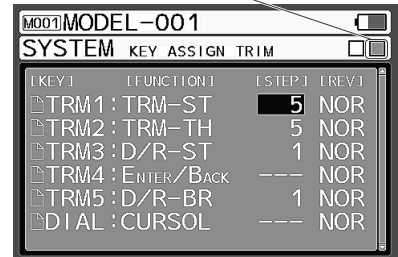 M001 MODEL-001
SYSTEM KEY ASSIGN TRIM
[KEY] [FUNCTION] [STEP] [REV]
TRM1:TRM-ST 5 NOR
TRM2:TRM-TH 5 NOR
TRM3:D/R-ST 1 NOR
TRM4:ENTER/BACK --- NOR
TRM5:D/R-BR 1 NOR
DIAL:CURSOL --- NOR